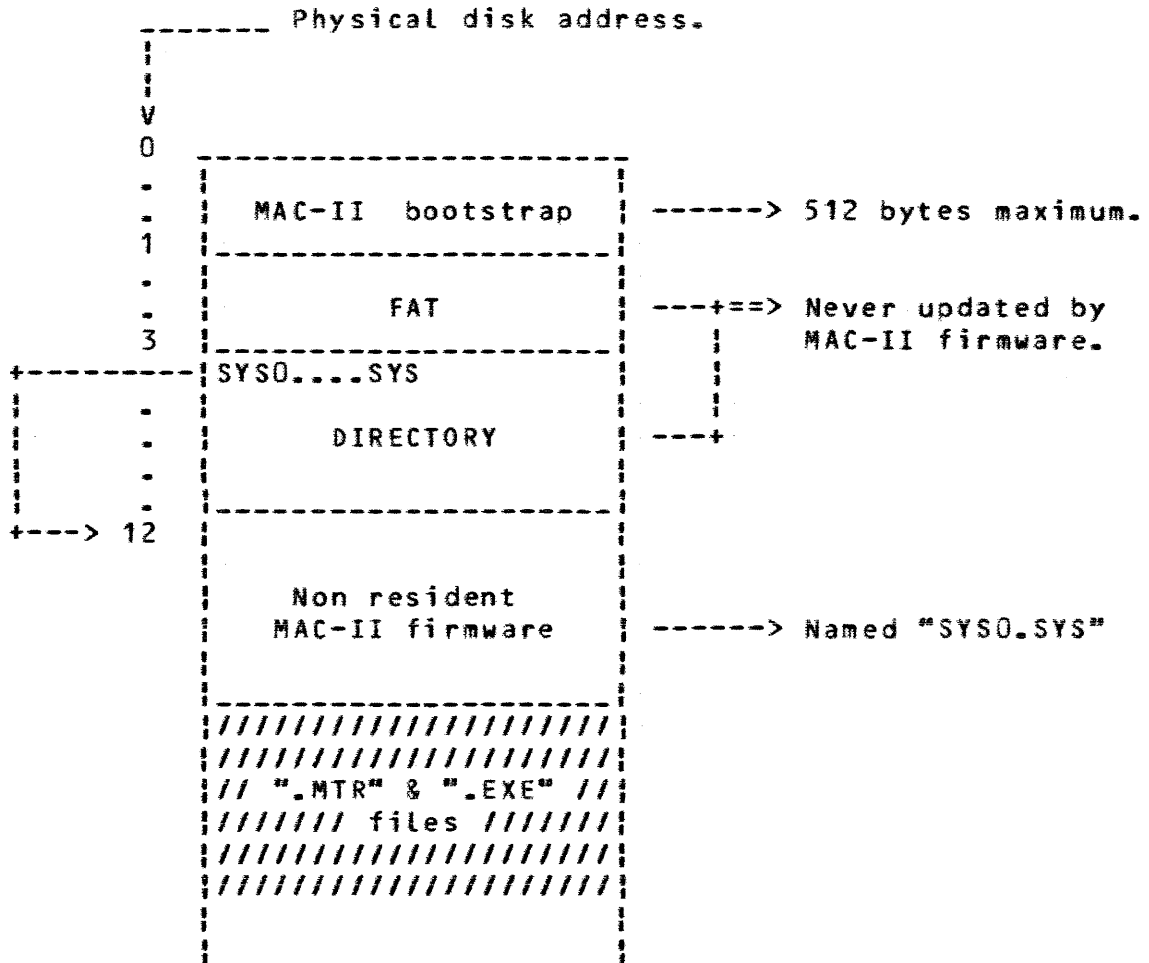 Physical disk address.
V
0
1
3
12
MAC-II bootstrap ------> 512 bytes maximum.
FAT ---+==> Never updated by
MAC-II firmware.
SYS0....SYS
DIRECTORY ---+
Non resident
MAC-II firmware ------> Named "SYS0.SYS"
/////////////////////
/////////////////////
// ".MTR" & ".EXE" //
/////// files ///////
/////////////////////
/////////////////////